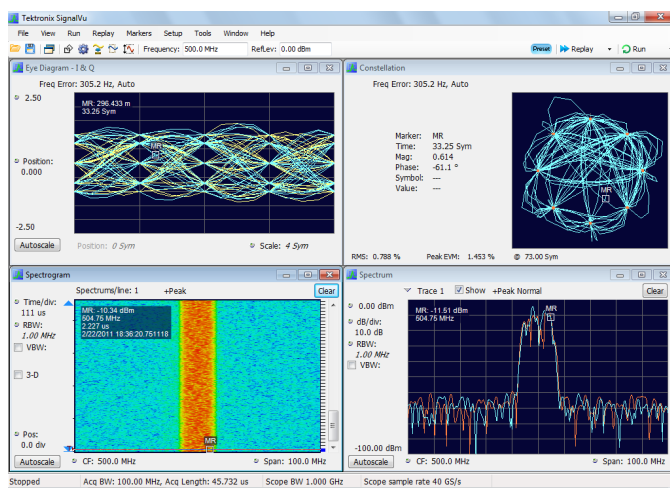 Tektronix SignalVu
File View Run Replay Markers Setup Tools Window Help
Frequency: 500.0 MHz RefLev: 0.00 dBm Preset Replay Run
Eye Diagram - I & Q
Freq Error: 305.2 Hz, Auto
2.50
MR: 296.433 m
33.25 Sym
MR
Position:
0.000
-2.50
Autoscale Position: 0 Sym Scale: 4 Sym
Constellation
Freq Error: 305.2 Hz, Auto
Marker: MR
Time: 33.25 Sym
Mag: 0.614
Phase: -61.1 °
Symbol: ---
Value: ---
MR
RMS: 0.788 % Peak EVM: 1.453 % @ 73.00 Sym
Spectrogram
Spectrums/line: 1 +Peak Clear
Time/div:
111 us
RBW:
1.00 MHz
VBW:
3-D
Pos:
0.0 div
MR: -10.34 dBm
504.75 MHz
2.227 us
2/22/2011 18:36:20.751118
MR
Autoscale CF: 500.0 MHz Span: 100.0 MHz
Spectrum
Trace 1 Show +Peak Normal Clear
0.00 dBm
dB/div:
10.0 dB
RBW:
1.00 MHz
VBW:
-100.00 dBm
MR: -11.51 dBm
504.75 MHz
MR
Autoscale CF: 500.0 MHz Span: 100.0 MHz
Stopped Acq BW: 100.00 MHz, Acq Length: 45.732 us Scope BW 1.000 GHz Scope sample rate 40 GS/s